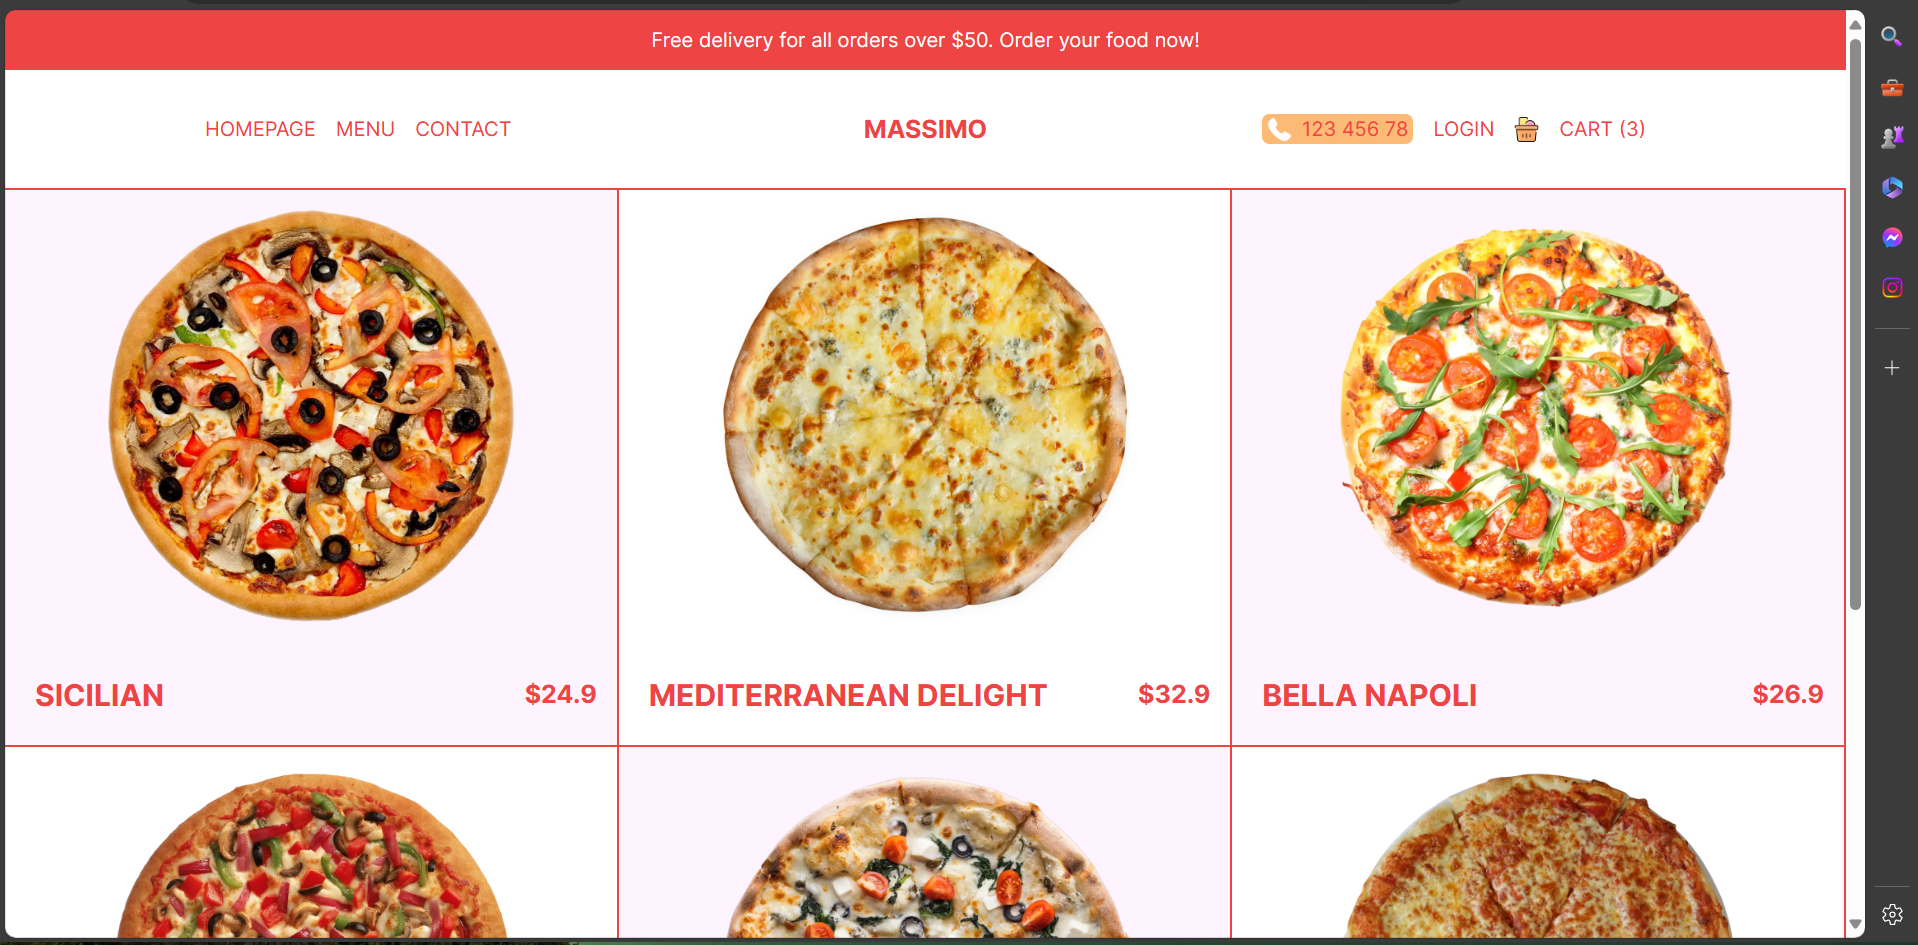 Free delivery for all orders over $50. Order your food now!
HOMEPAGE MENU CONTACT MASSIMO 123 456 78 LOGIN CART (3)
SICILIAN $24.9 MEDITERRANEAN DELIGHT $32.9 BELLA NAPOLI $26.9